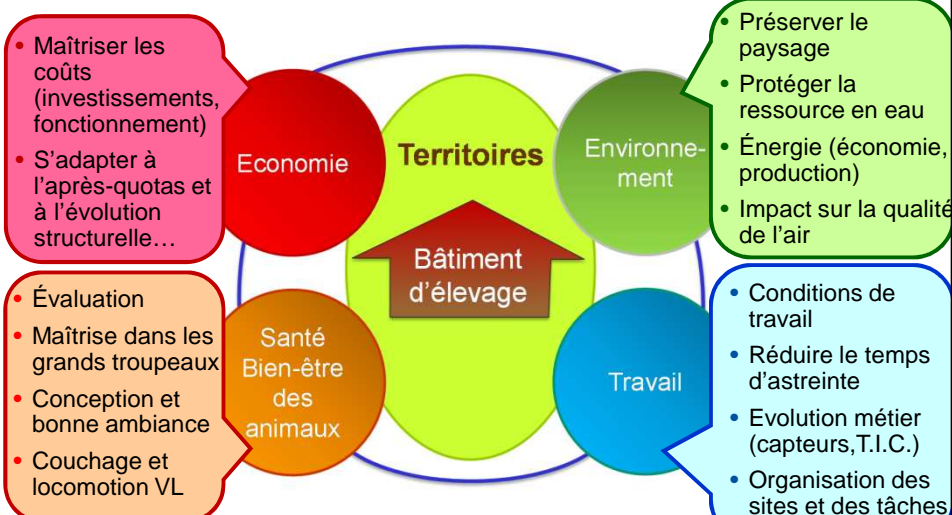 • Maîtriser les
coûts
(investissements,
fonctionnement)
• S’adapter à
l’après-quotas et
à l’évolution
structurelle…
Economie
Territoires
Environne-
ment
• Préserver le
paysage
• Protéger la
ressource en eau
• Énergie (économie,
production)
• Impact sur la qualité
de l’air
Bâtiment
d’élevage
• Évaluation
• Maîtrise dans les
grands troupeaux
• Conception et
bonne ambiance
• Couchage et
locomotion VL
Santé
Bien-être
des
animaux
Travail
• Conditions de
travail
• Réduire le temps
d’astreinte
• Evolution métier
(capteurs,T.I.C.)
• Organisation des
sites et des tâches